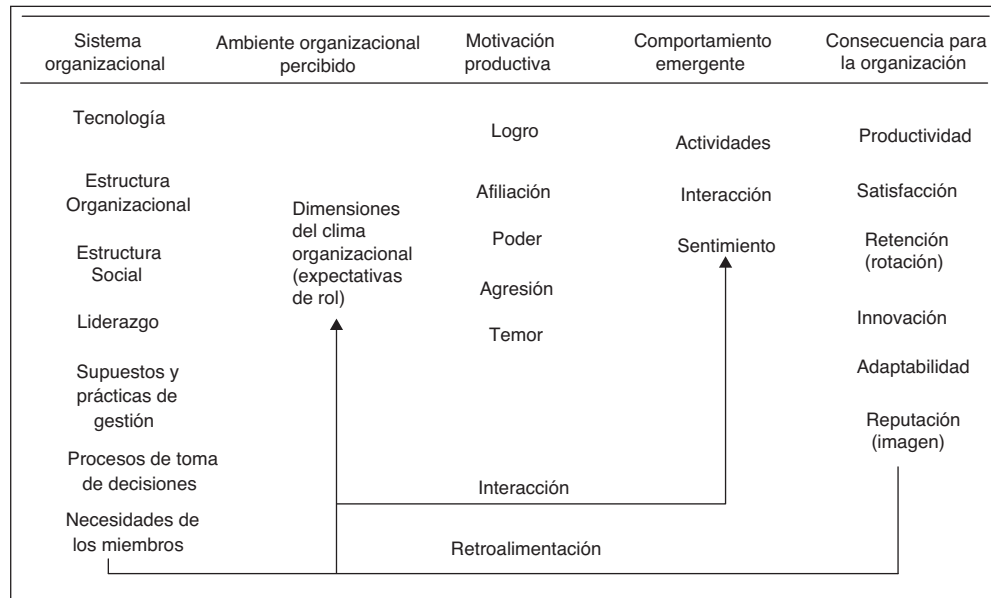 Sistema
organizacional
Ambiente organizacional
percibido
Motivación
productiva
Comportamiento
emergente
Consecuencia para
la organización
Tecnología
Estructura
Organizacional
Estructura
Social
Liderazgo
Supuestos y
prácticas de
gestión
Procesos de toma
de decisiones
Necesidades de
los miembros
Dimensiones
del clima
organizacional
(expectativas
de rol)
Logro
Afiliación
Poder
Agresión
Temor
Actividades
Interacción
Sentimiento
Productividad
Satisfacción
Retención
(rotación)
Innovación
Adaptabilidad
Reputación
(imagen)
Interacción
Retroalimentación